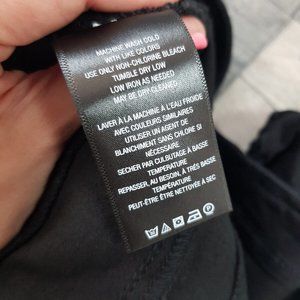 MACHINE WASH COLD
WITH LIKE COLORS
USE ONLY NON-CHLORINE BLEACH
TUMBLE DRY LOW
LOW IRON AS NEEDED
MAY BE DRY CLEANED
LAVER À LA MACHINE À L'EAU FROIDE
AVEC COULEURS SIMILAIRES
UTILISER UN AGENT DE
BLANCHIMENT SANS CHLORE SI
NÉCESSAIRE
SECHER PAR CULBUTAGE A BASSE
TEMPÉRATURE
REPASSER, AU BESOIN, À TRÈS BASSE
TEMPÉRATURE
PEUT-ÊTRE ÊTRE NETTOYÉ A SEC